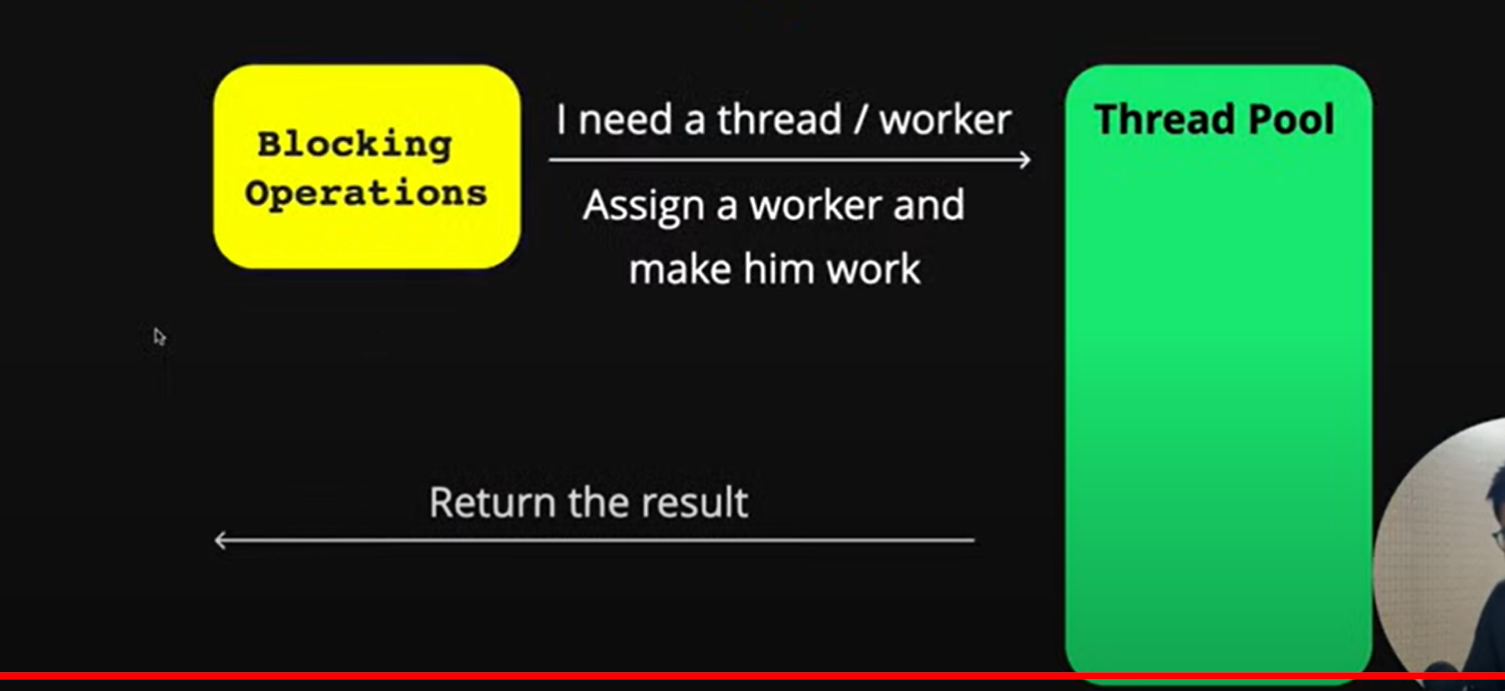 Blocking
Operations
I need a thread / worker
Assign a worker and
make him work
Thread Pool
Return the result